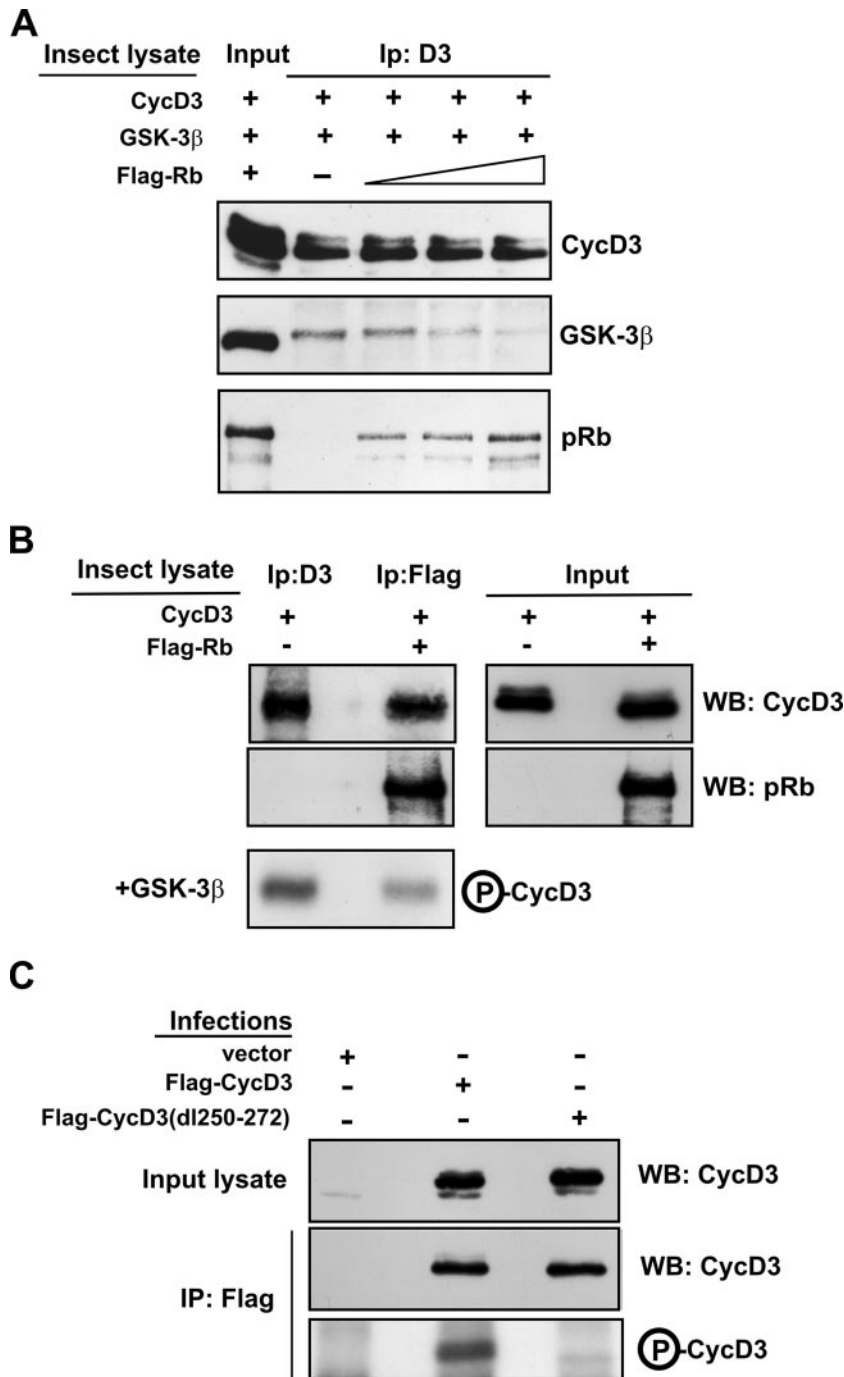 A
Insect lysate Input Ip: D3
CycD3 + + + + +
GSK-3β + + + + +
Flag-Rb + –
CycD3
GSK-3β
pRb
B
Insect lysate Ip:D3 Ip:Flag Input
CycD3 + + + +
Flag-Rb - + - +
WB: CycD3
WB: pRb
+GSK-3β P-CycD3
C
Infections
vector + - -
Flag-CycD3 - + -
Flag-CycD3(dl250-272) - - +
Input lysate WB: CycD3
IP: Flag WB: CycD3
P-CycD3